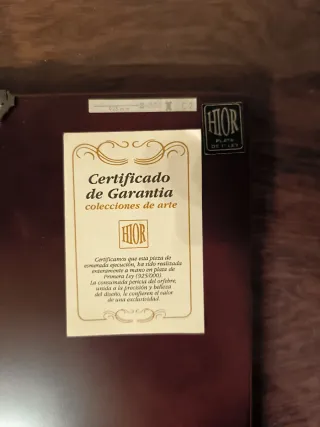 HIOR
PLATA
DE 1ª LEY
Certificado
de Garantia
colecciones de arte
HIOR
Certificamos que esta pieza de
esmerada ejecución, ha sido realizada
enteramente a mano en plata de
Primera Ley (925/000).
La consumada pericia del orfebre,
unida a la precisión y belleza
del diseño, le confieren el valor
de una exclusividad.